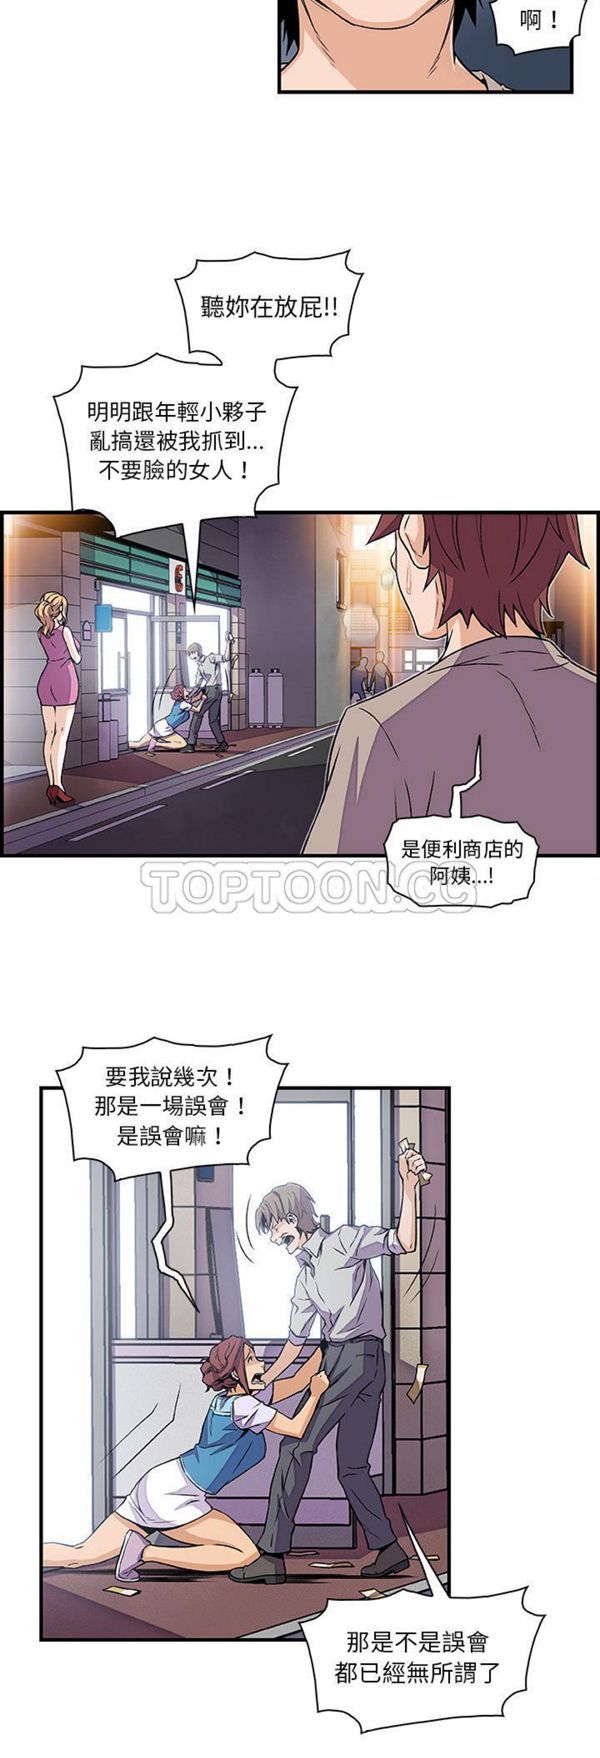 啊！
聽妳在放屁!!
明明跟年輕小夥子
亂搞還被我抓到...
不要臉的女人！
是便利商店的
阿姨...!
TOPTOON.CC
要我說幾次！
那是一場誤會！
是誤會嘛！
那是不是誤會
都已經無所謂了